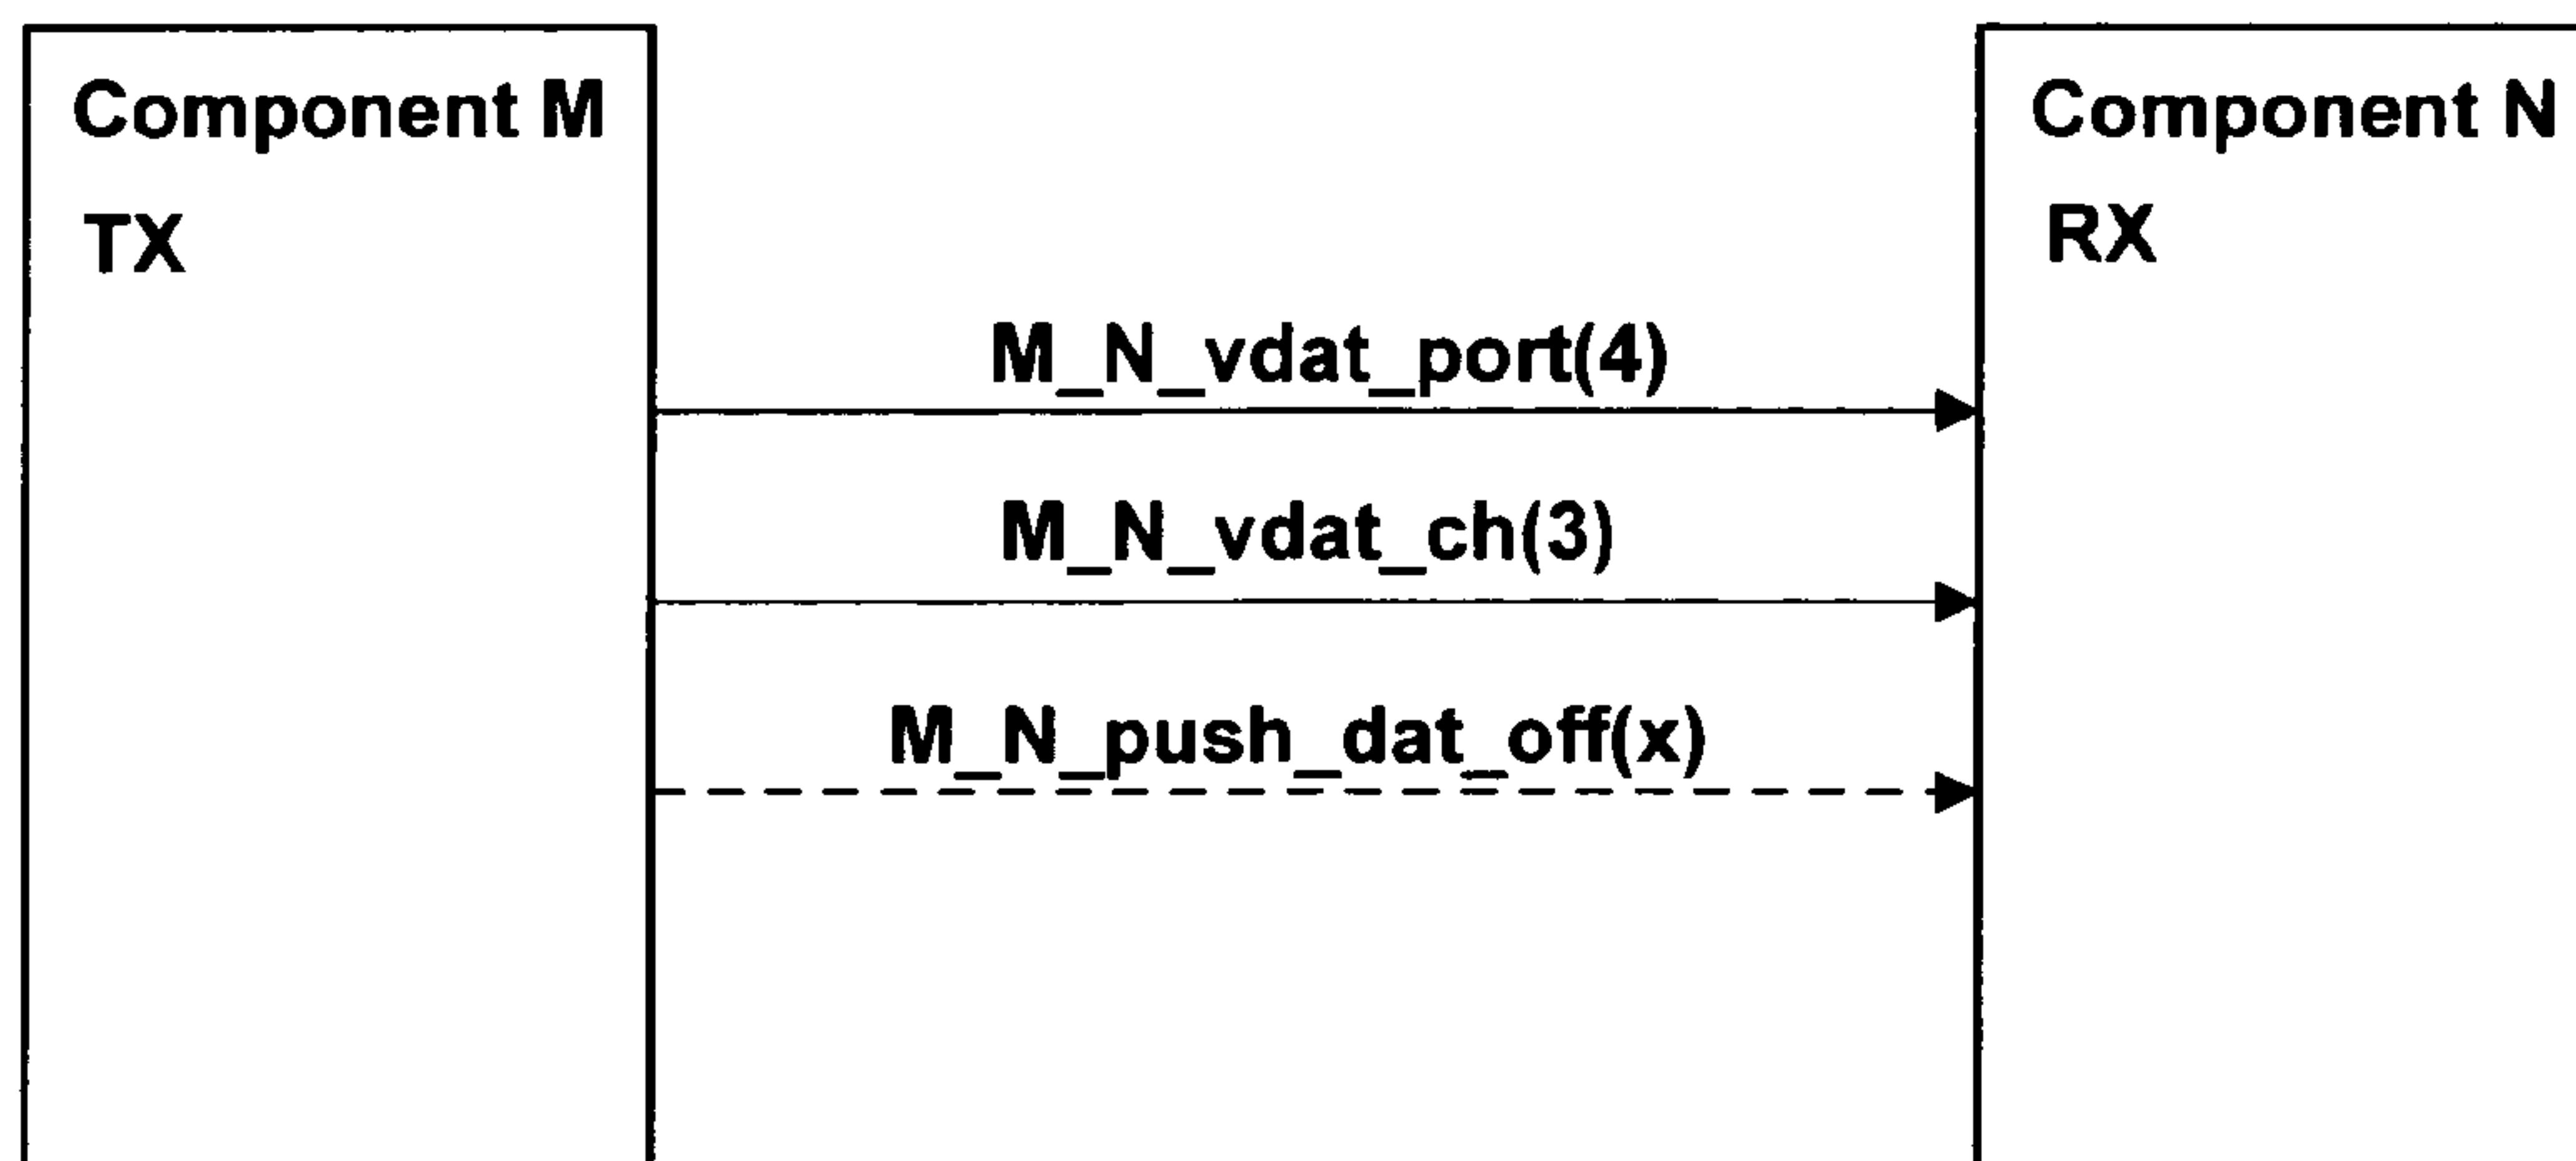 Component M
TX
Component N
RX
M_N_vdat_port(4)
M_N_vdat_ch(3)
M_N_push_dat_off(x)